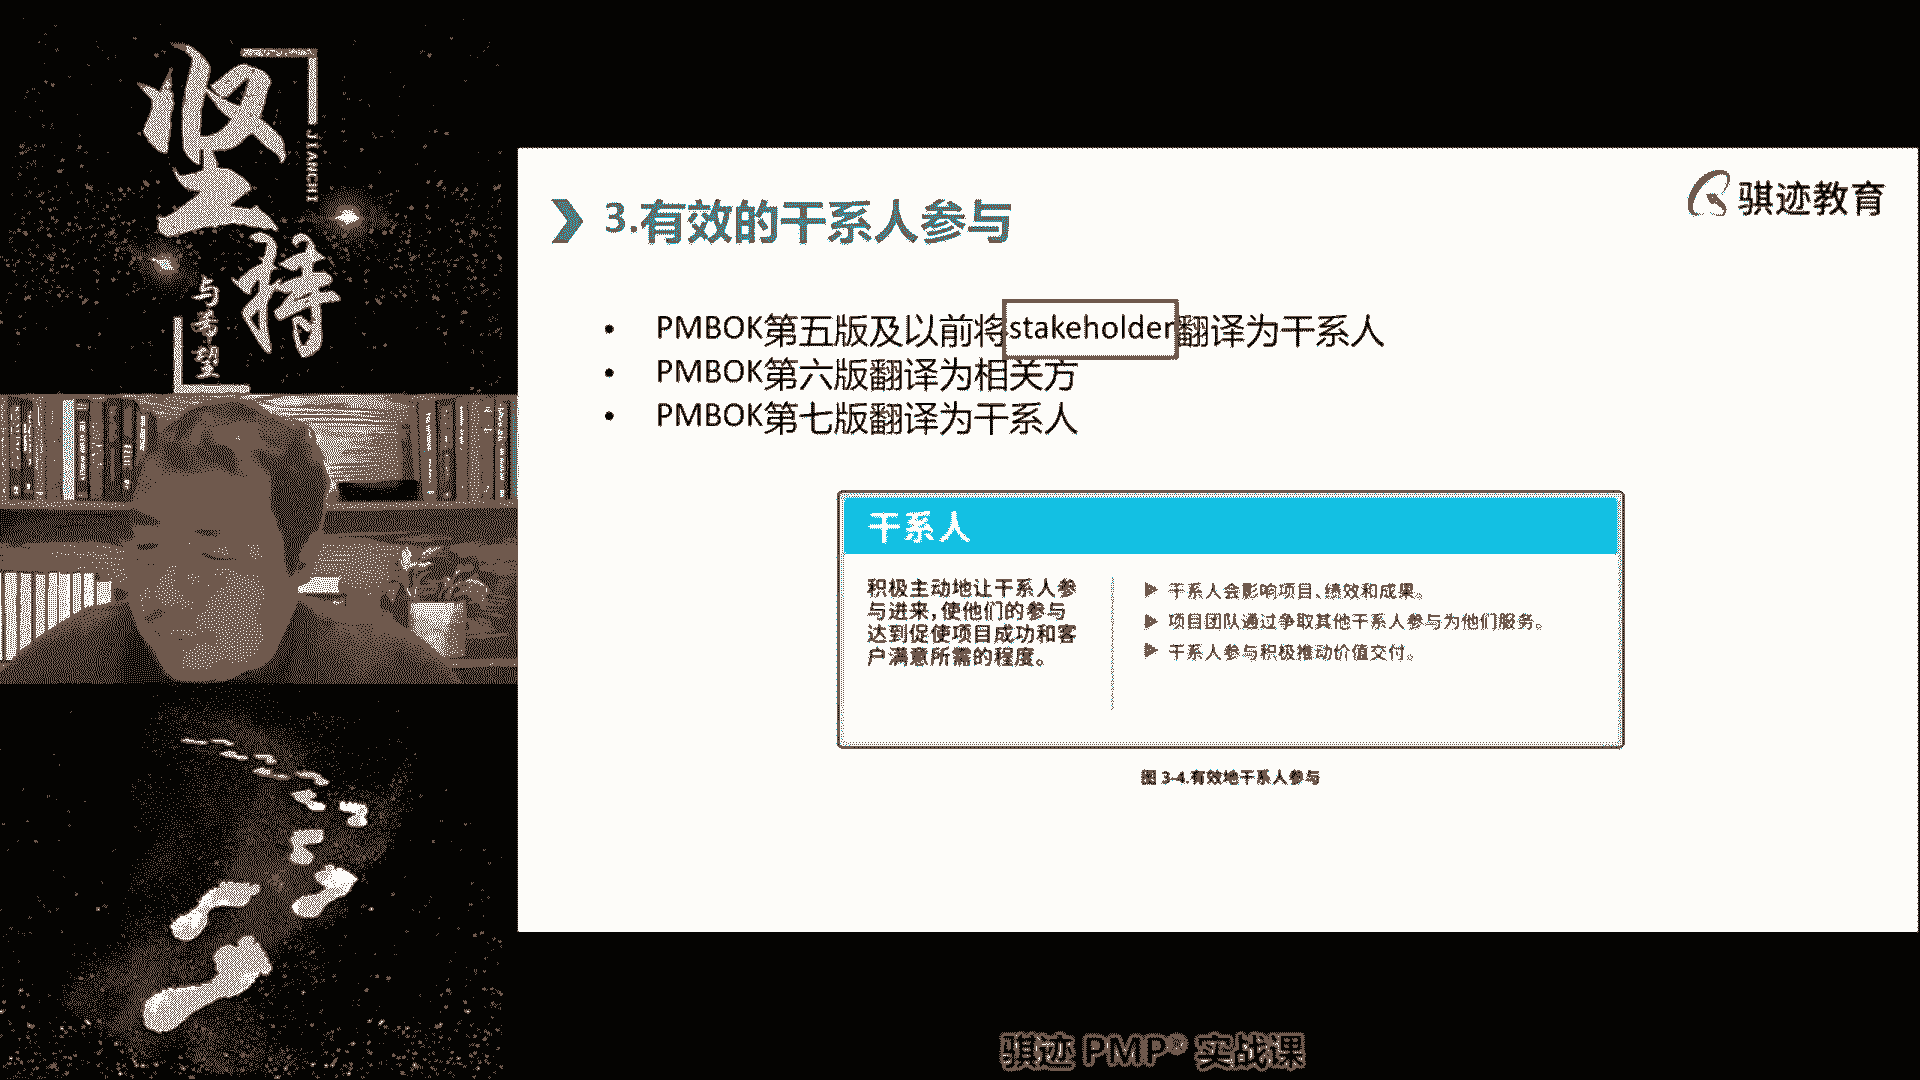 坚持
JIANCHI
与希望
骐迹教育
3.有效的干系人参与
• PMBOK第五版及以前将stakeholder翻译为干系人
• PMBOK第六版翻译为相关方
• PMBOK第七版翻译为干系人
干系人
积极主动地让干系人参
与进来，使他们的参与
达到促使项目成功和客
户满意所需的程度。
▶ 干系人会影响项目、绩效和成果。
▶ 项目团队通过争取其他干系人参与为他们服务。
▶ 干系人参与积极推动价值交付。
图 3-4.有效地干系人参与
骐迹 PMP® 实战课